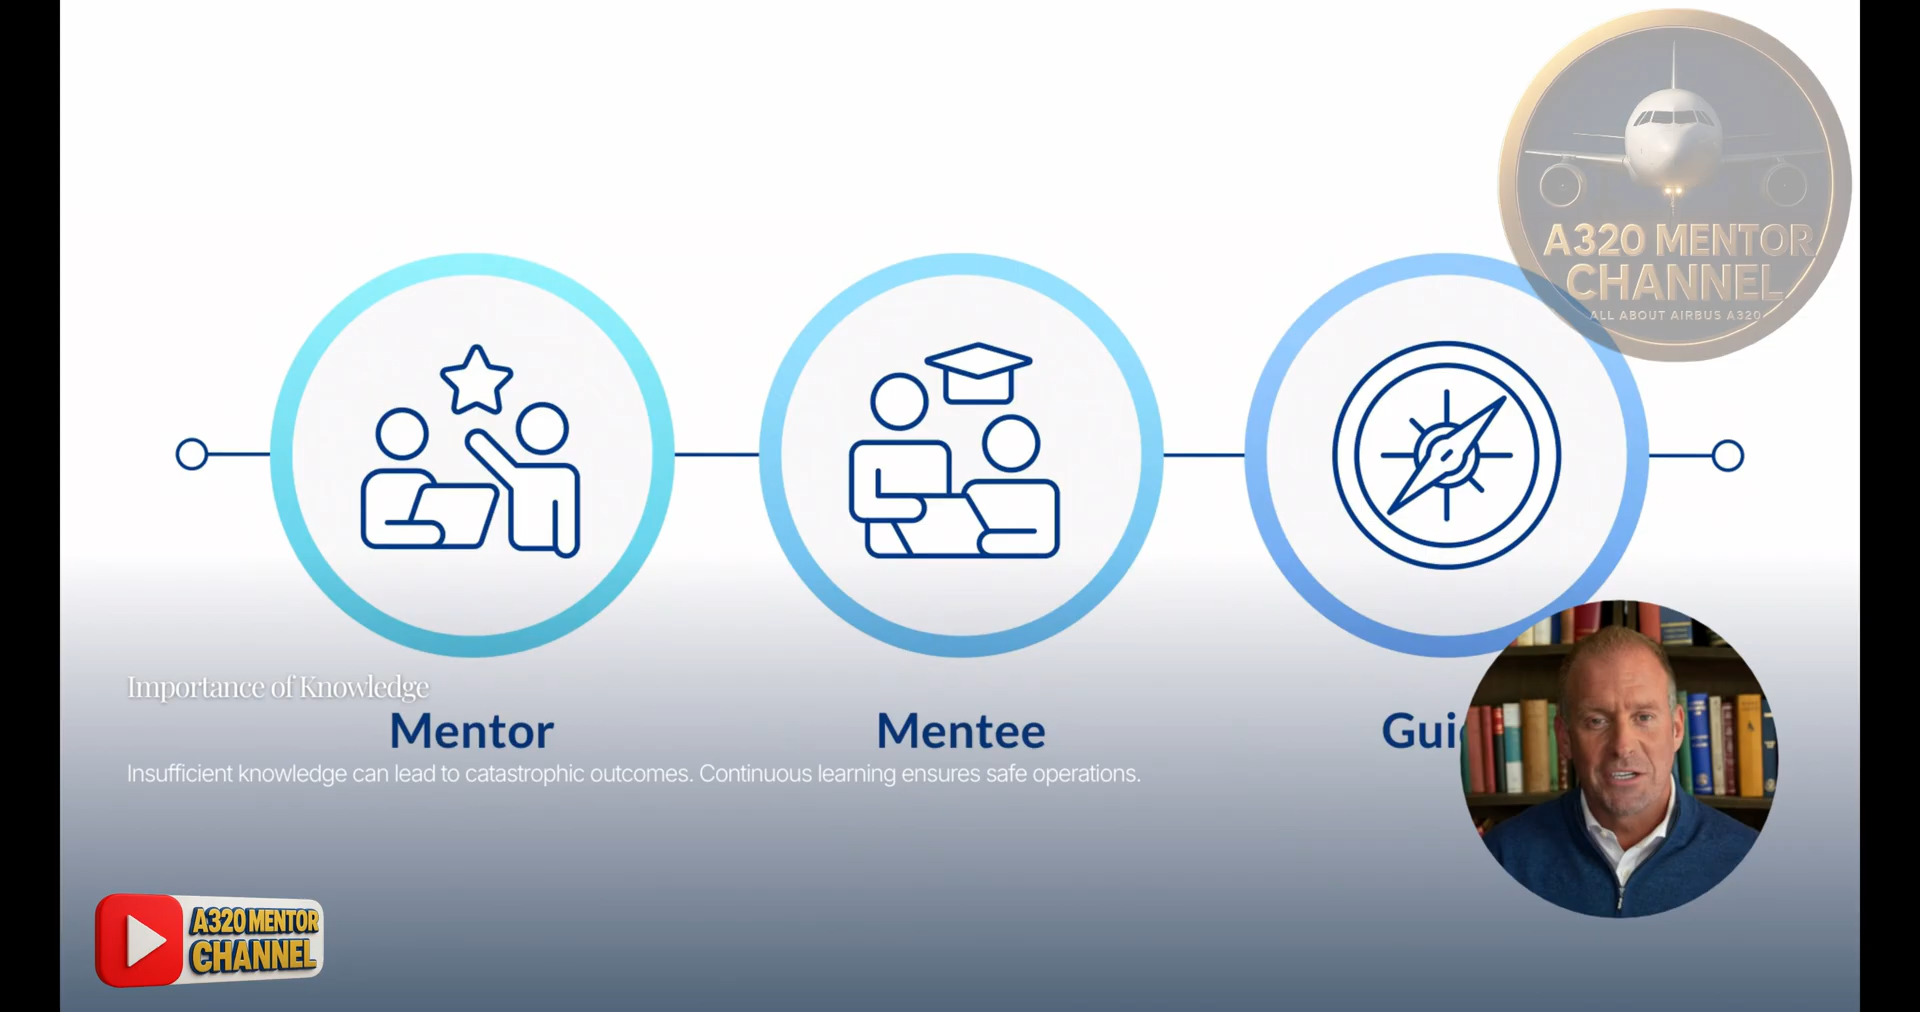 A320 MENTOR
CHANNEL
ALL ABOUT AIRBUS A320
Importance of Knowledge
Mentor
Mentee
Insufficient knowledge can lead to catastrophic outcomes. Continuous learning ensures safe operations.
A320 MENTOR
CHANNEL